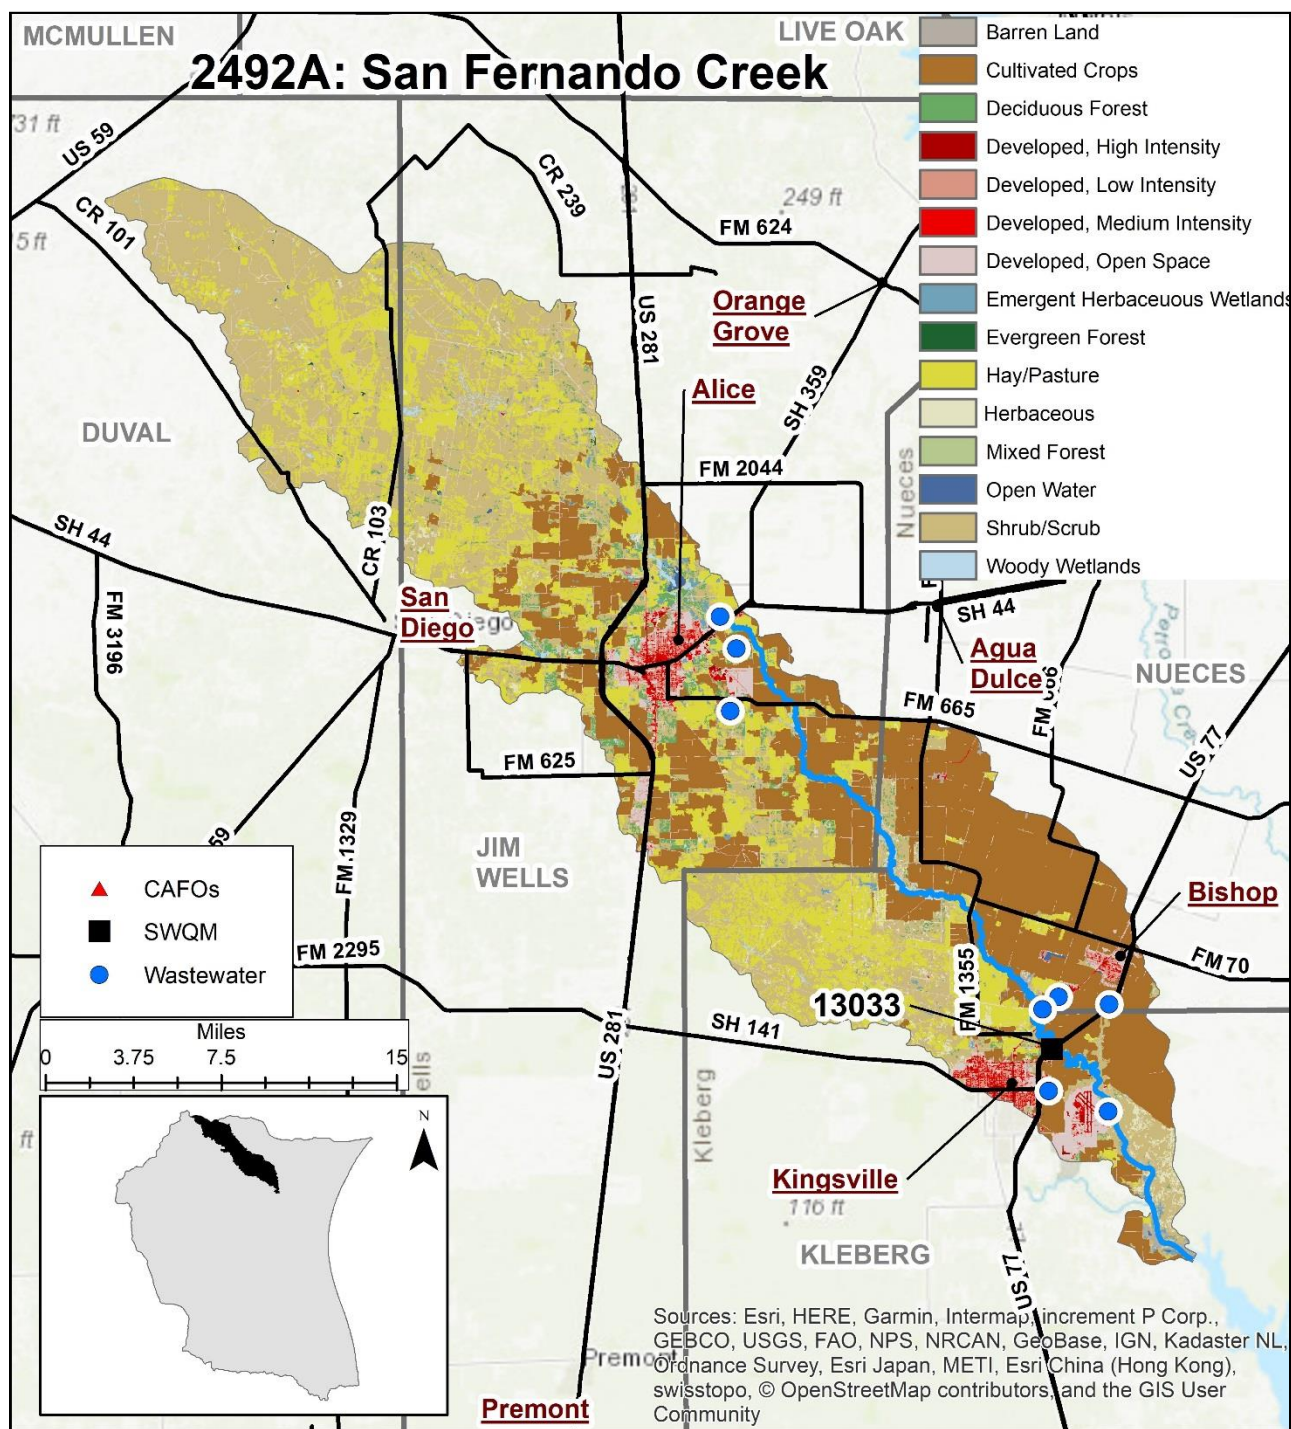 MCMULLEN
LIVE OAK
2492A: San Fernando Creek
Barren Land
Cultivated Crops
Deciduous Forest
Developed, High Intensity
Developed, Low Intensity
Developed, Medium Intensity
Developed, Open Space
Emergent Herbaceuous Wetlands
Evergreen Forest
Hay/Pasture
Herbaceous
Mixed Forest
Open Water
Shrub/Scrub
Woody Wetlands
US 59
CR 101
CR 239
249 ft
FM 624
Orange
Grove
US 281
Alice
SH 359
DUVAL
FM 2044
Nueces
SH 44
CR 103
San
Diego
FM 3196
SH 44
Agua
Dulce
NUECES
FM 665
US 77
FM 625
59
FM 1329
JIM
WELLS
CAFOs
SWQM
Wastewater
Bishop
FM 2295
FM 70
FM 1355
13033
SH 141
US 281
Miles
0 3.75 7.5 15
Kleberg
N
Kingsville
116 ft
KLEBERG
US 77
ft
Premont
Premont
Sources: Esri, HERE, Garmin, Intermap, increment P Corp.,
GEBCO, USGS, FAO, NPS, NRCAN, GeoBase, IGN, Kadaster NL,
Ordnance Survey, Esri Japan, METI, Esri China (Hong Kong),
swisstopo, © OpenStreetMap contributors, and the GIS User
Community